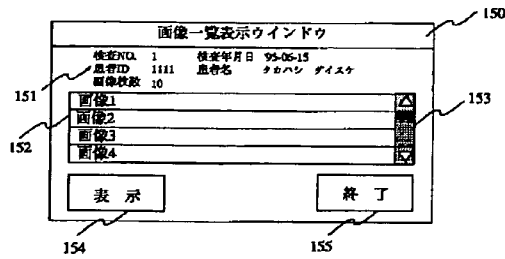 画像一覧表示ウインドウ
150
検査NO. 1 検査年月日 95-06-15
患者ID 1111 患者名 タカハシ ダイスケ
画像枚数 10
151
画像1
画像2
画像3
画像4
152
153
表 示
終 了
154
155